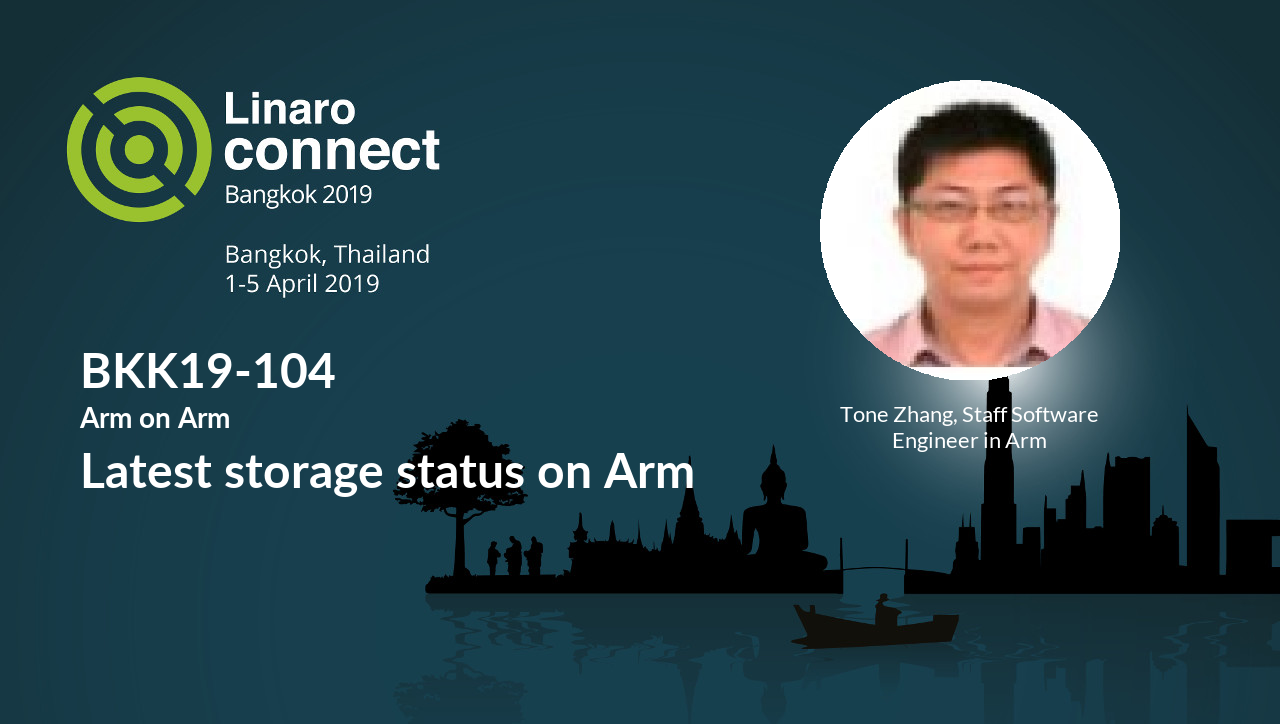 Linaro
connect
Bangkok 2019
Bangkok, Thailand
1-5 April 2019
BKK19-104
Arm on Arm
Latest storage status on Arm
Tone Zhang, Staff Software
Engineer in Arm